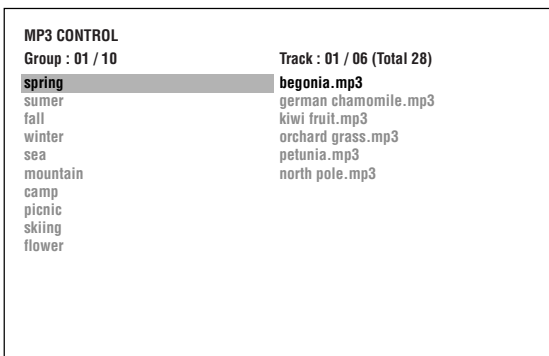 MP3 CONTROL
Group : 01 / 10
Track : 01 / 06 (Total 28)
spring
sumer
fall
winter
sea
mountain
camp
picnic
skiing
flower
begonia.mp3
german chamomile.mp3
kiwi fruit.mp3
orchard grass.mp3
petunia.mp3
north pole.mp3